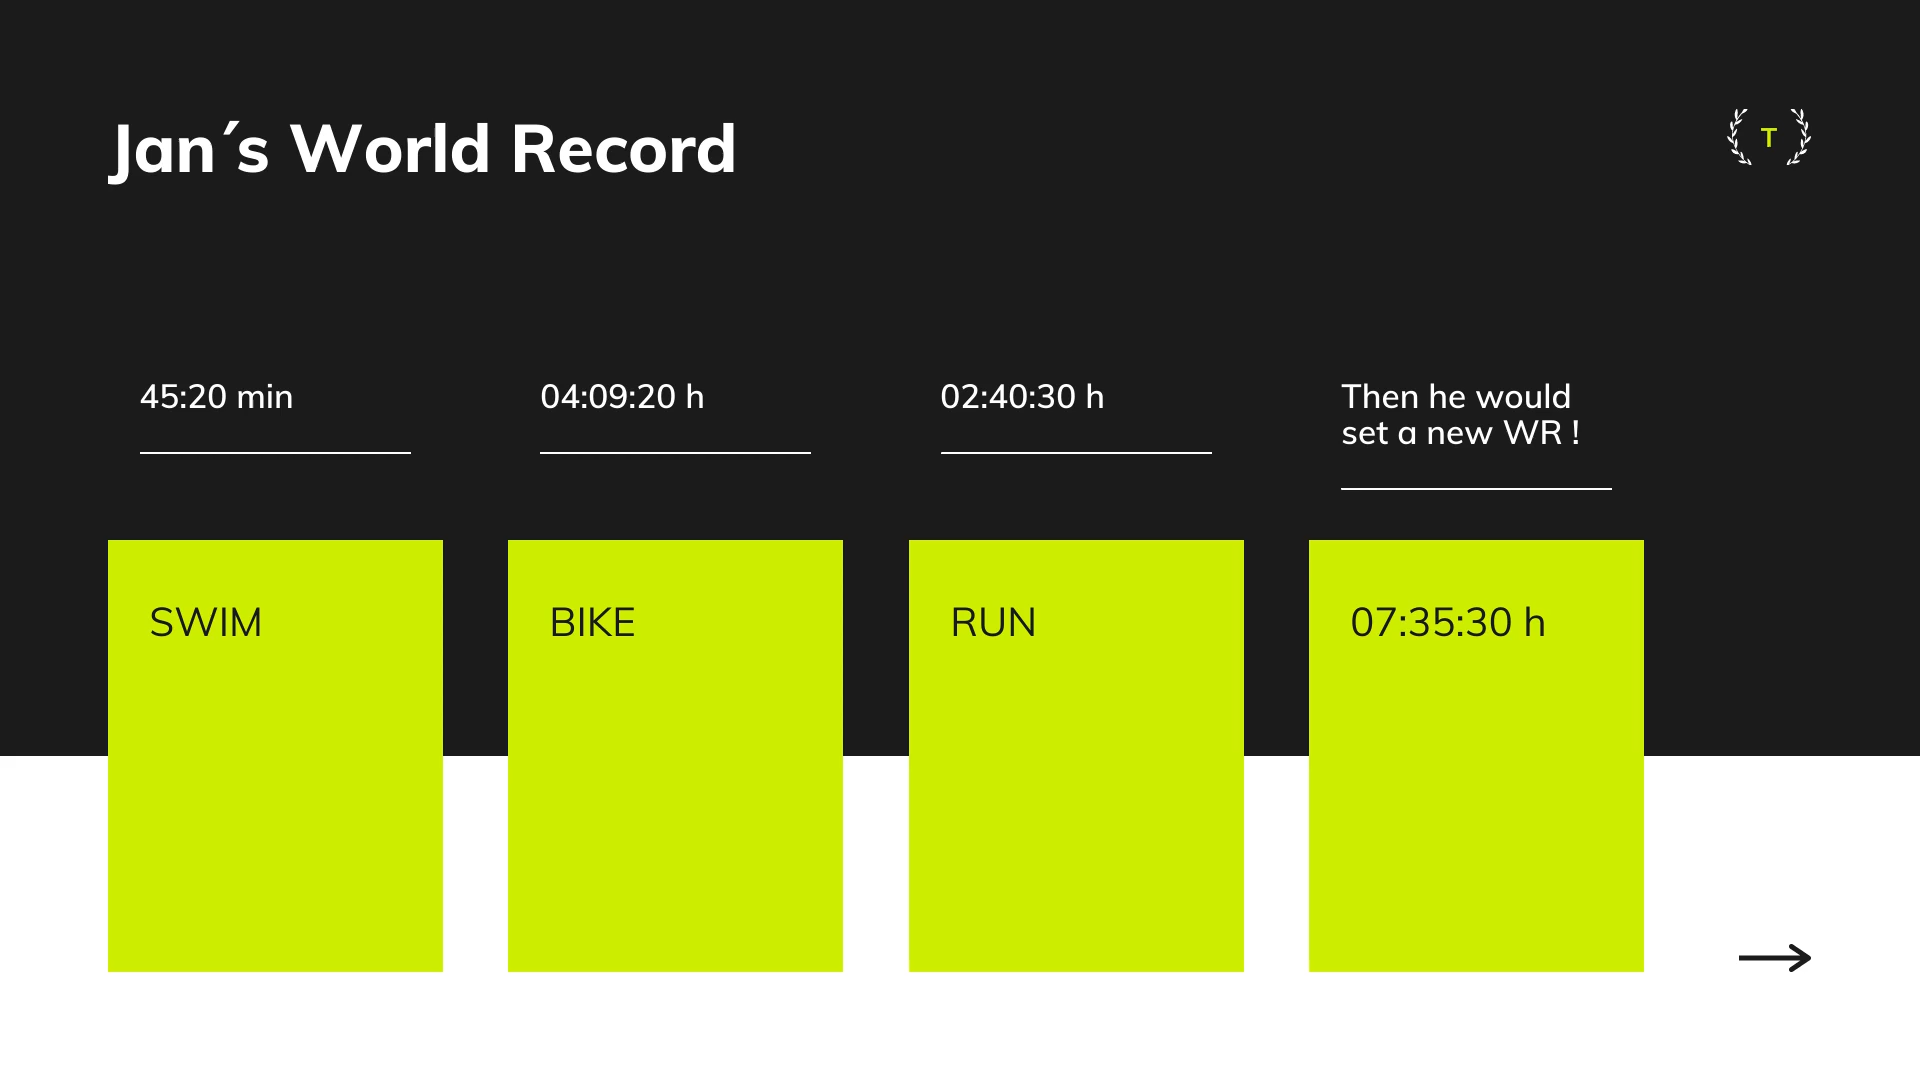 Jan´s World Record
T
45:20 min
04:09:20 h
02:40:30 h
Then he would
set a new WR !
SWIM
BIKE
RUN
07:35:30 h